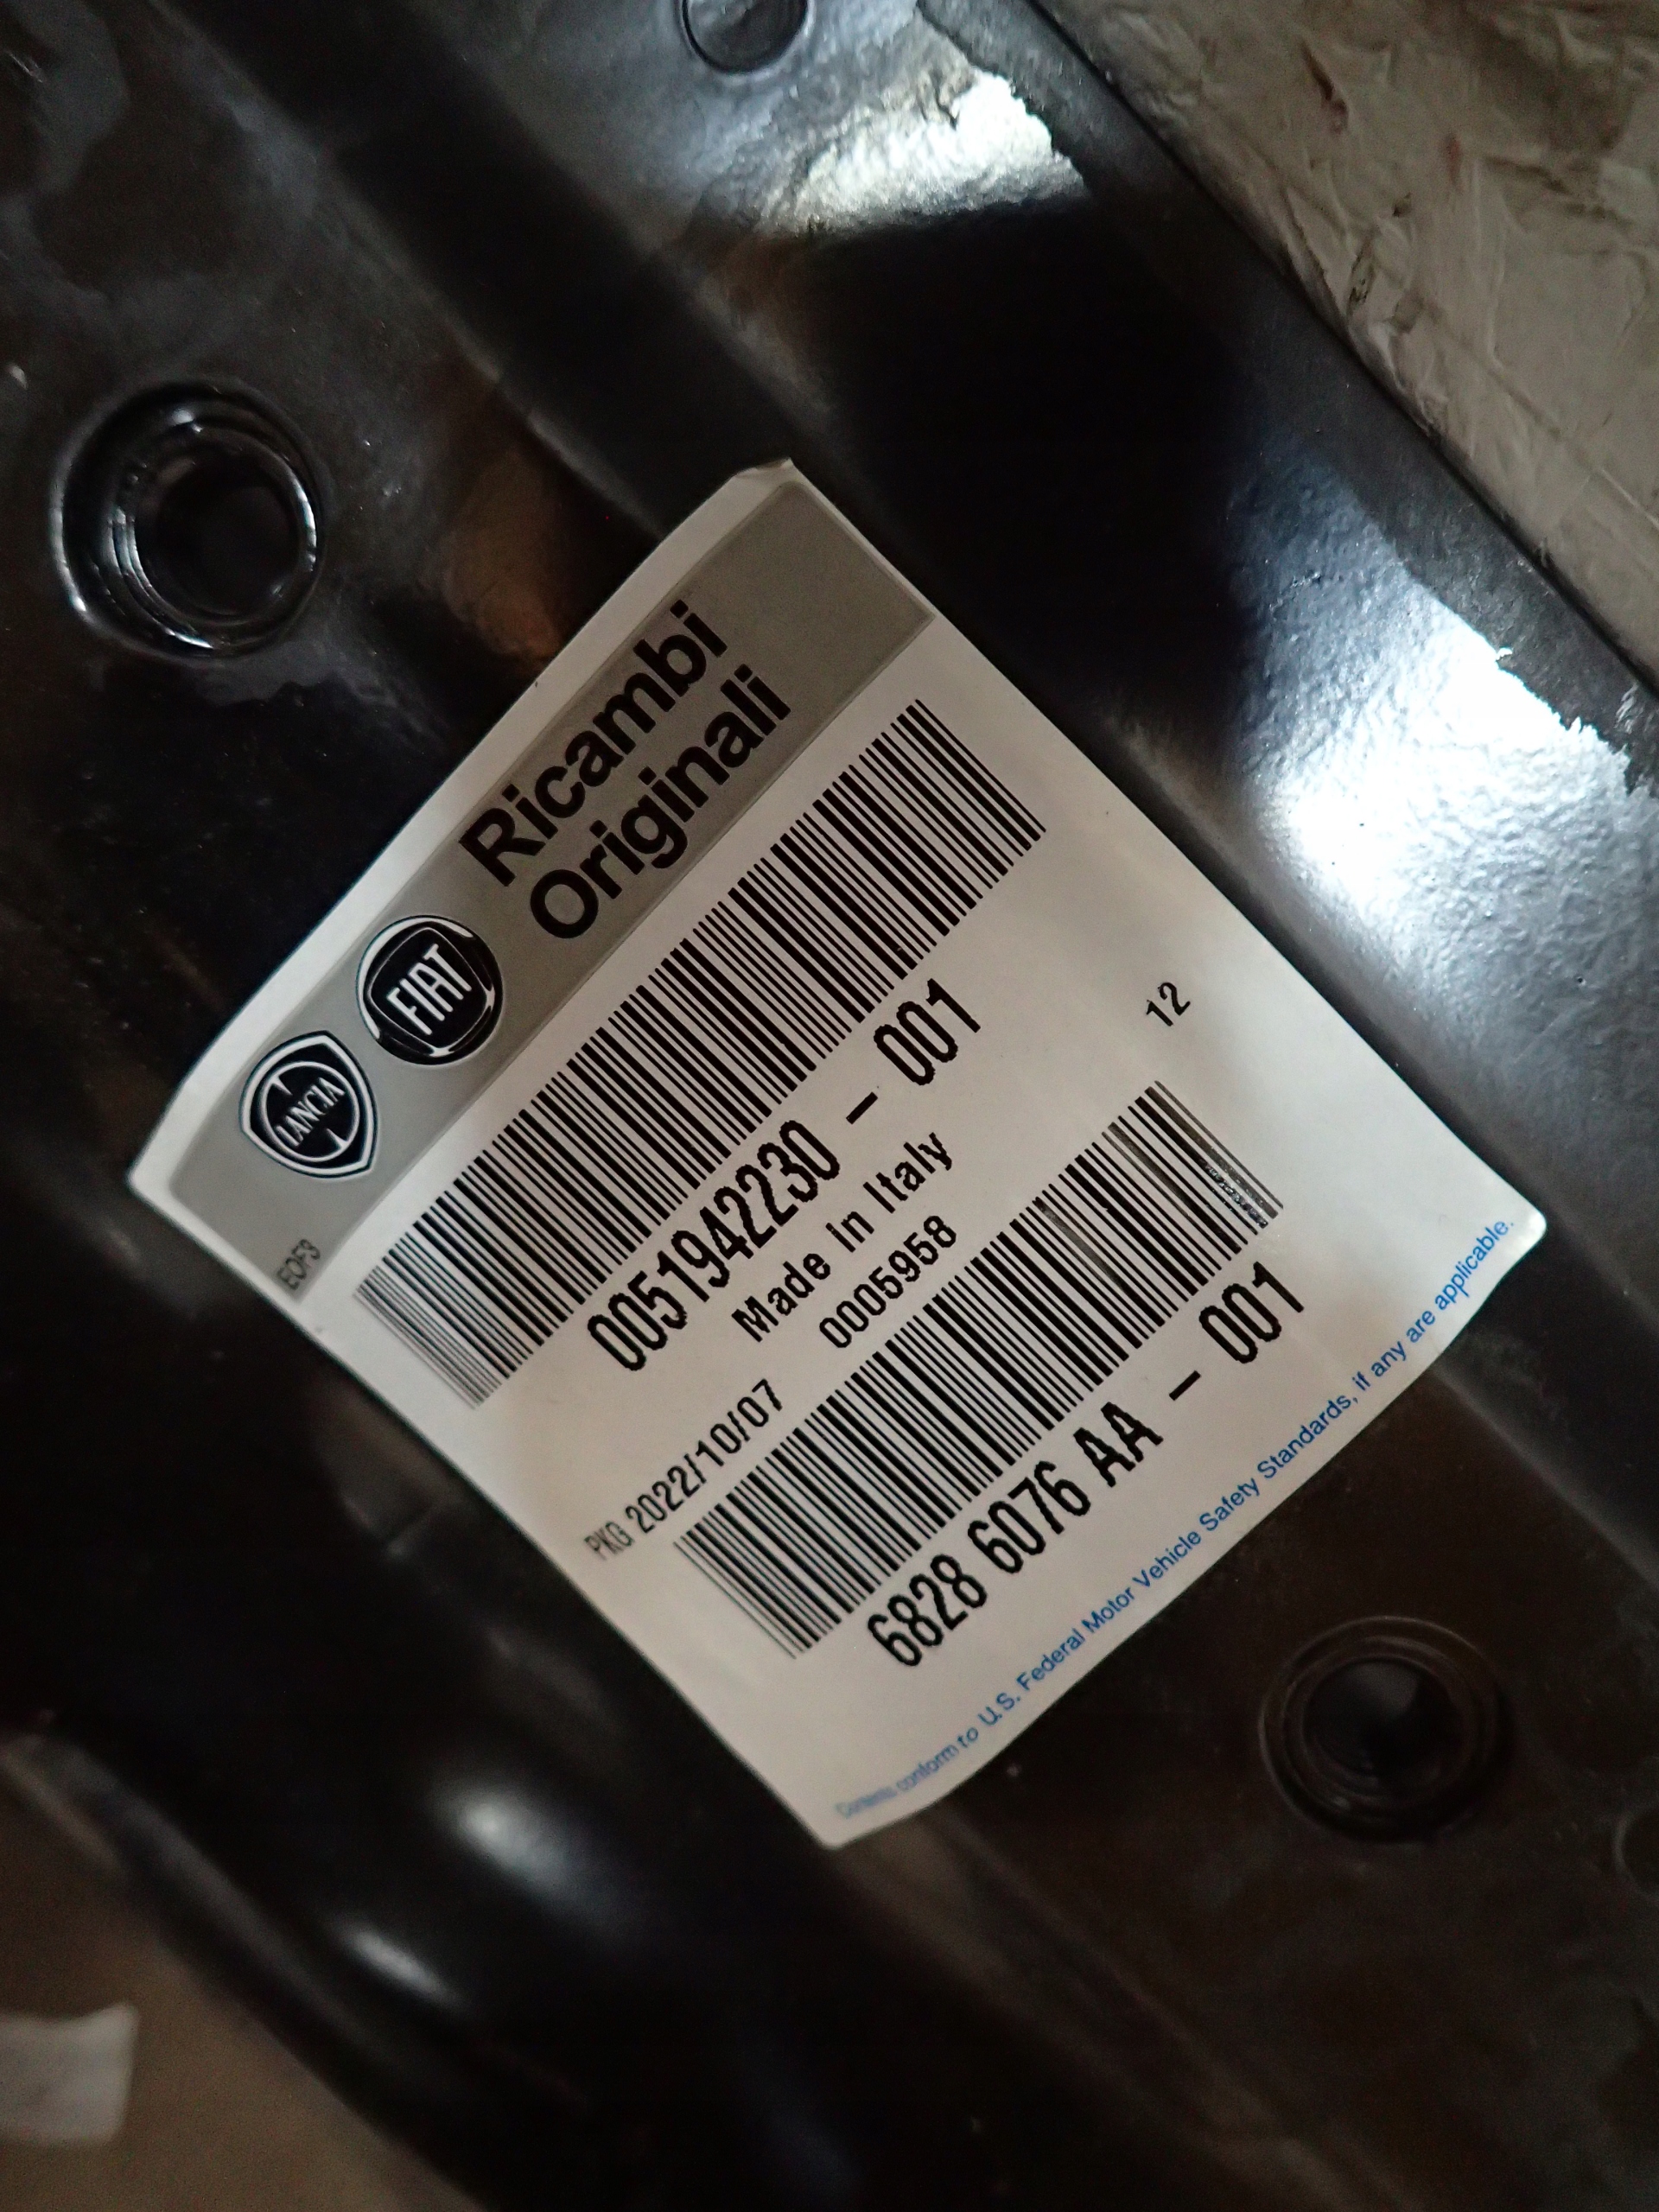 LANCIA
FIAT
Ricambi
Originali
EOF3
0051942230 - 001
Made in Italy
PKG 2022/10/07 0005958
12
6828 6076 AA - 001
Contents conform to U.S. Federal Motor Vehicle Safety Standards, if any are applicable.